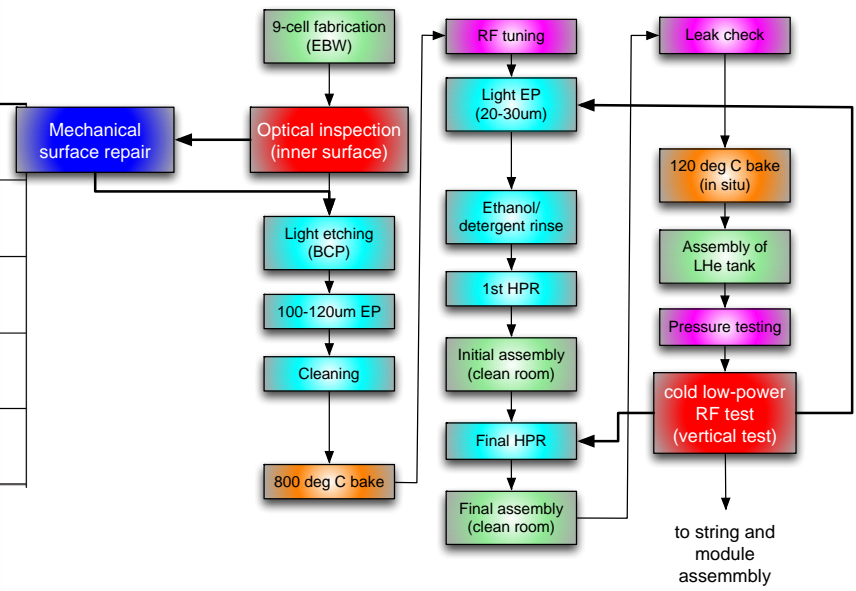 9-cell fabrication
(EBW)
Mechanical
surface repair
Optical inspection
(inner surface)
Light etching
(BCP)
100-120um EP
Cleaning
800 deg C bake
RF tuning
Light EP
(20-30um)
Ethanol/
detergent rinse
1st HPR
Initial assembly
(clean room)
Final HPR
Final assembly
(clean room)
Leak check
120 deg C bake
(in situ)
Assembly of
LHe tank
Pressure testing
cold low-power
RF test
(vertical test)
to string and
module
assemmbly